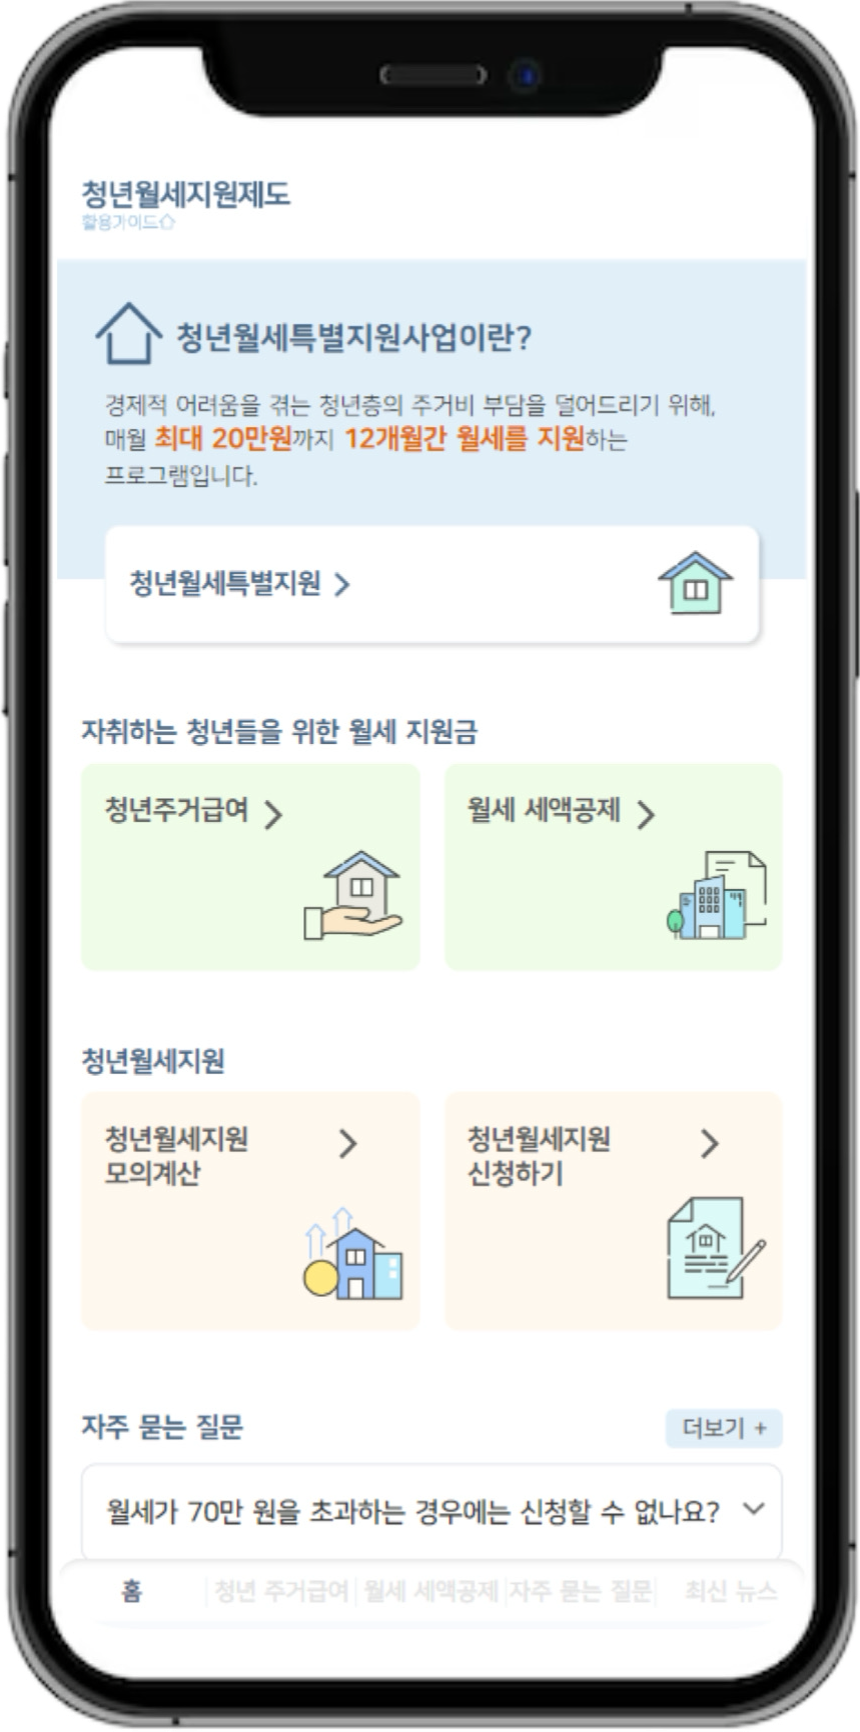 청년월세지원제도
활용가이드
청년월세특별지원사업이란?
경제적 어려움을 겪는 청년층의 주거비 부담을 덜어드리기 위해,
매월 최대 20만원까지 12개월간 월세를 지원하는
프로그램입니다.
청년월세특별지원 >
자취하는 청년들을 위한 월세 지원금
청년주거급여 >
월세 세액공제 >
청년월세지원
청년월세지원 >
모의계산
청년월세지원 >
신청하기
자주 묻는 질문
더보기 +
월세가 70만 원을 초과하는 경우에는 신청할 수 없나요?
홈
청년 주거급여
월세 세액공제
자주 묻는 질문
최신 뉴스